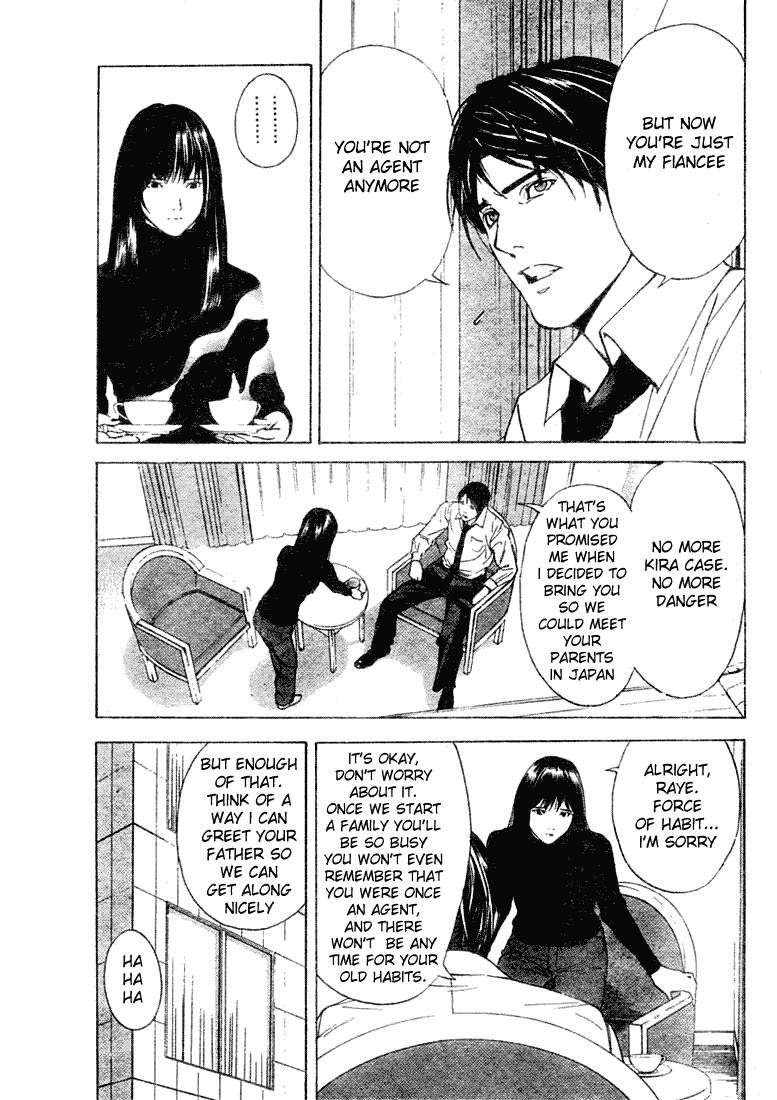 BUT NOW
YOU'RE JUST
MY FIANCEE
YOU'RE NOT
AN AGENT
ANYMORE
NO MORE
KIRA CASE.
NO MORE
DANGER
THAT'S
WHAT YOU
PROMISED
ME WHEN
I DECIDED TO
BRING YOU
SO WE
COULD MEET
YOUR
PARENTS
IN JAPAN
ALRIGHT,
RAYE.
FORCE
OF HABIT...
I'M SORRY
IT'S OKAY,
DON'T WORRY
ABOUT IT.
ONCE WE START
A FAMILY YOU'LL
BE SO BUSY
YOU WON'T EVEN
REMEMBER THAT
YOU WERE ONCE
AN AGENT,
AND THERE
WON'T BE ANY
TIME FOR YOUR
OLD HABITS.
BUT ENOUGH
OF THAT.
THINK OF A
WAY I CAN
GREET YOUR
FATHER SO
WE CAN
GET ALONG
NICELY
HA
HA
HA